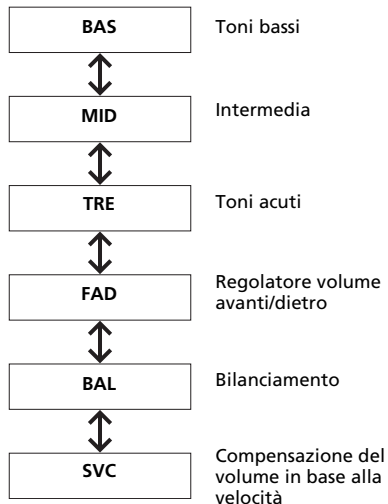 BAS
Toni bassi
MID
Intermedia
TRE
Toni acuti
FAD
Regolatore volume
avanti/dietro
BAL
Bilanciamento
SVC
Compensazione del
volume in base alla
velocità